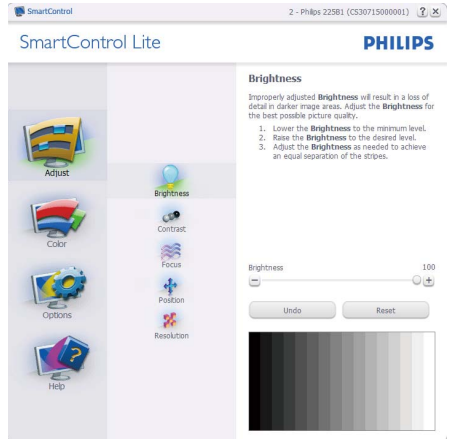 SmartControl
2 - Philips 225B1 (CS30715000001)
? ×
SmartControl Lite
PHILIPS
Adjust
Color
Options
Help
Brightness
Contrast
Focus
Position
Resolution
Brightness
Improperly adjusted Brightness will result in a loss of
detail in darker image areas. Adjust the Brightness for
the best possible picture quality.
1. Lower the Brightness to the minimum level.
2. Raise the Brightness to the desired level.
3. Adjust the Brightness as needed to achieve
an equal separation of the stripes.
Brightness 100
Undo Reset